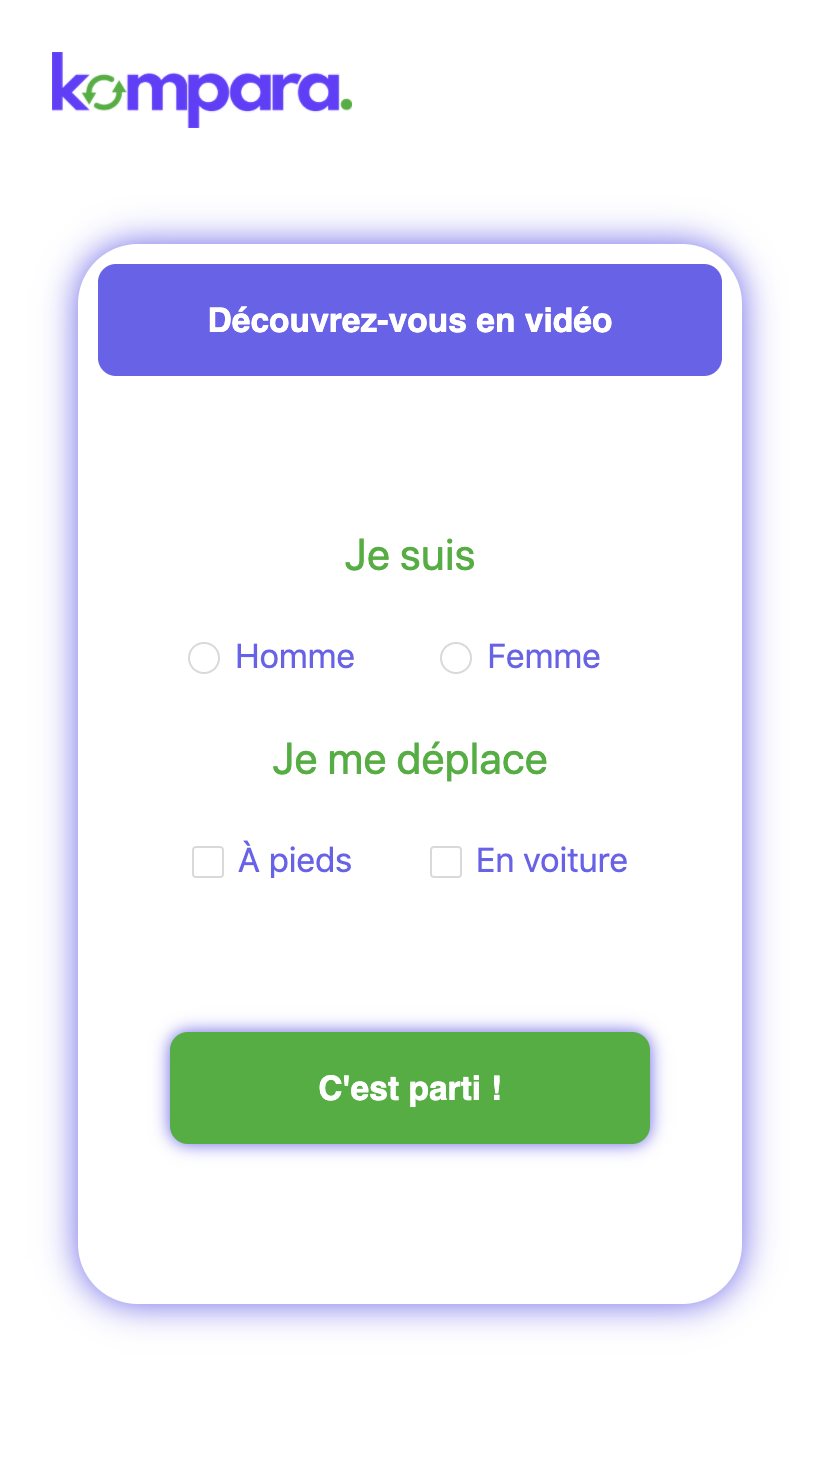 kompara.
Découvrez-vous en vidéo
Je suis
Homme Femme
Je me déplace
À pieds En voiture
C'est parti !